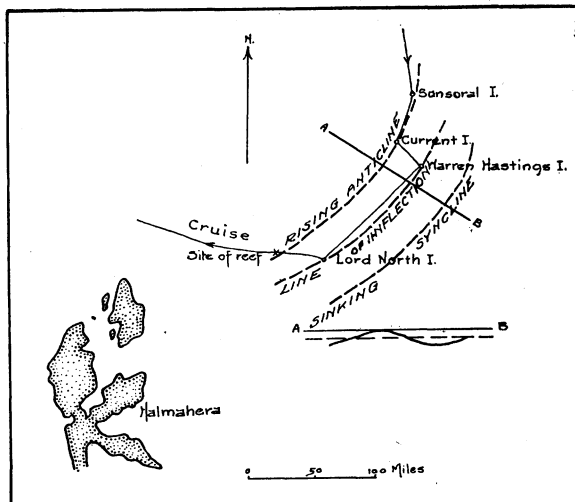 N.
Sonsoral I.
A
Current I.
Warren Hastings I.
RISING ANTICLINE
LINE OF INFLECTION
B
SINKING SYNCLINE
Cruise
Site of reef
Lord North I.
A B
Halmahera
0 50 100 Miles